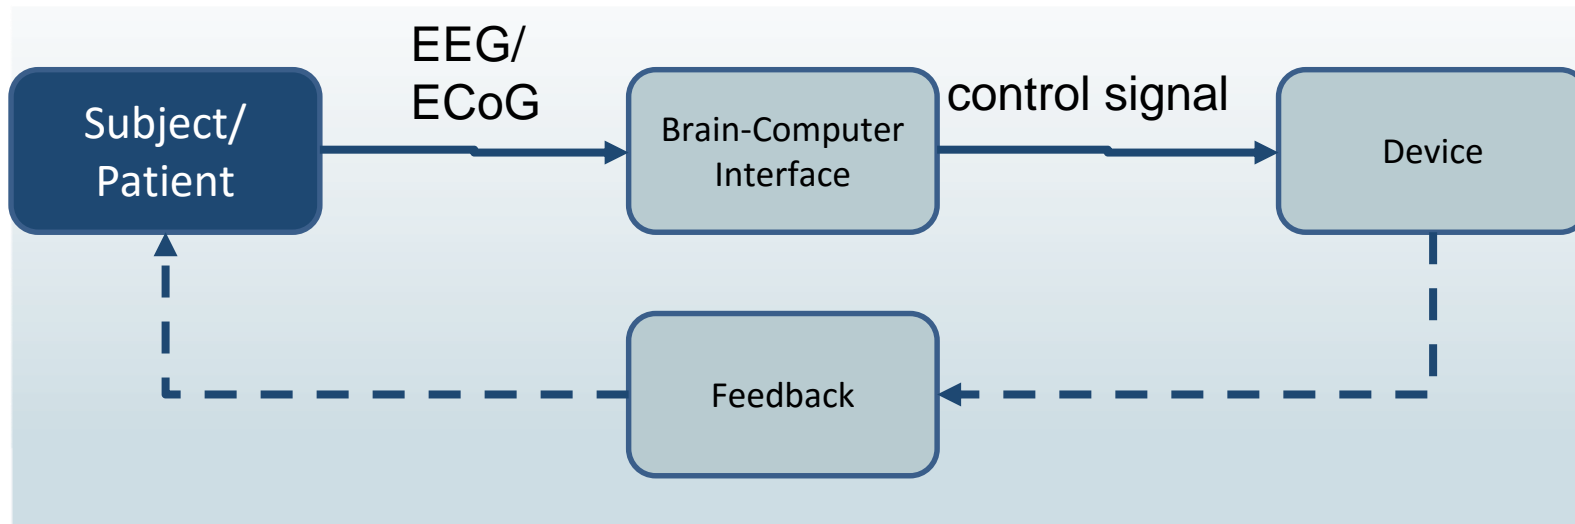 EEG/
ECoG
Subject/
Patient
Brain-Computer
Interface
control signal
Device
Feedback